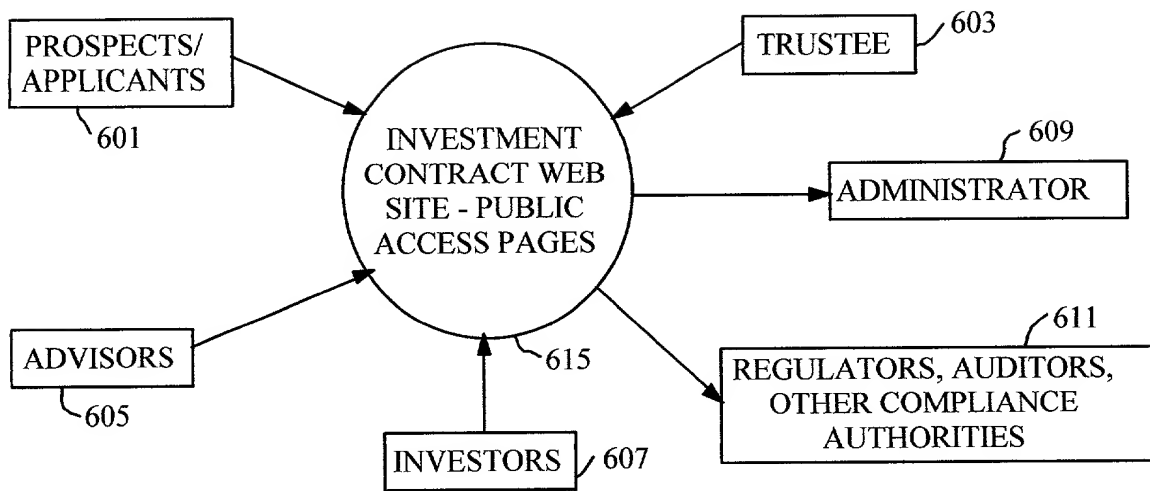 PROSPECTS/
APPLICANTS
601
TRUSTEE
603
INVESTMENT
CONTRACT WEB
SITE - PUBLIC
ACCESS PAGES
615
609
ADMINISTRATOR
ADVISORS
605
INVESTORS
607
611
REGULATORS, AUDITORS,
OTHER COMPLIANCE
AUTHORITIES